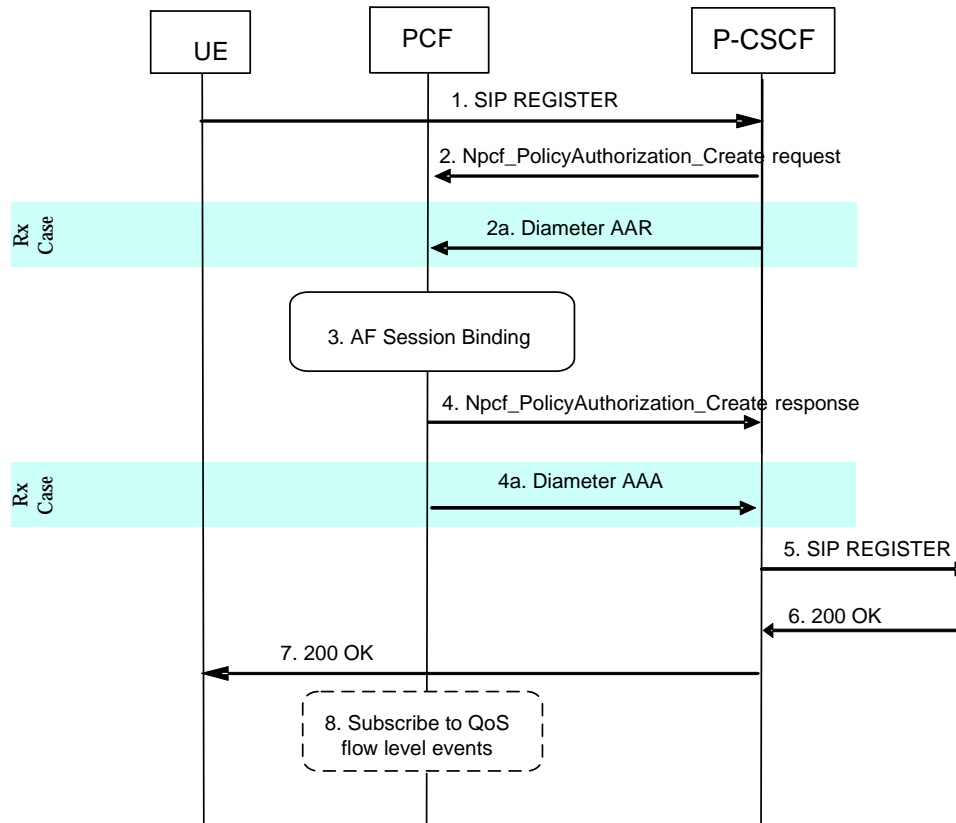 UE
PCF
P-CSCF
1. SIP REGISTER
2. Npcf_PolicyAuthorization_Create request
Rx
Case
2a. Diameter AAR
3. AF Session Binding
4. Npcf_PolicyAuthorization_Create response
Rx
Case
4a. Diameter AAA
5. SIP REGISTER
6. 200 OK
7. 200 OK
8. Subscribe to QoS
flow level events